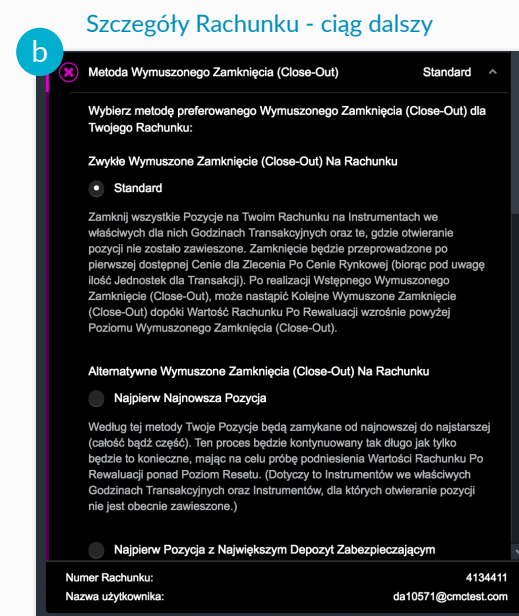 Szczegóły Rachunku - ciąg dalszy
b
Metoda Wymuszonego Zamknięcia (Close-Out) Standard
Wybierz metodę preferowanego Wymuszonego Zamknięcia (Close-Out) dla
Twojego Rachunku:
Zwykłe Wymuszone Zamknięcie (Close-Out) Na Rachunku
Standard
Zamknij wszystkie Pozycje na Twoim Rachunku na Instrumentach we
właściwych dla nich Godzinach Transakcyjnych oraz te, gdzie otwieranie
pozycji nie zostało zawieszone. Zamknięcie będzie przeprowadzone po
pierwszej dostępnej Cenie dla Zlecenia Po Cenie Rynkowej (biorąc pod uwagę
ilość Jednostek dla Transakcji). Po realizacji Wstępnego Wymuszonego
Zamknięcie (Close-Out), może nastąpić Kolejne Wymuszone Zamknięcie
(Close-Out) dopóki Wartość Rachunku Po Rewaluacji wzrośnie powyżej
Poziomu Wymuszonego Zamknięcia (Close-Out).
Alternatywne Wymuszone Zamknięcia (Close-Out) Na Rachunku
Najpierw Najnowsza Pozycja
Według tej metody Twoje Pozycje będą zamykane od najnowszej do najstarszej
(całość bądź część). Ten proces będzie kontynuowany tak długo jak tylko
będzie to konieczne, mając na celu próbę podniesienia Wartości Rachunku Po
Rewaluacji ponad Poziom Resetu. (Dotyczy to Instrumentów we właściwych
Godzinach Transakcyjnych oraz Instrumentów, dla których otwieranie pozycji
nie jest obecnie zawieszone.)
Najpierw Pozycja z Największym Depozyt Zabezpieczającym
Numer Rachunku: 4134411
Nazwa użytkownika: da10571@cmctest.com